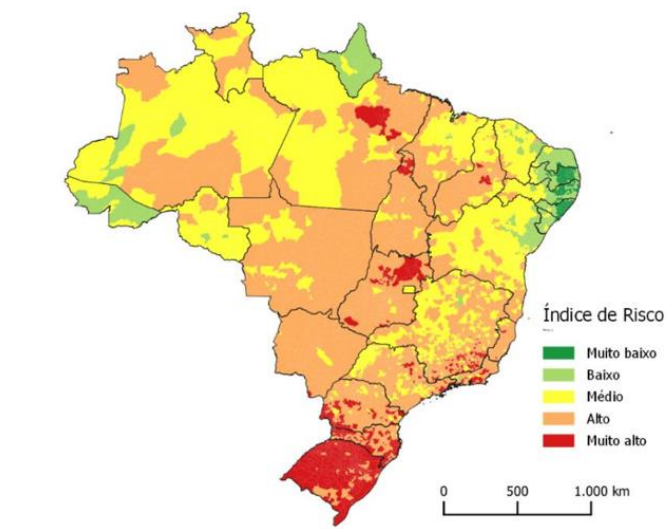 Índice de Risco
Muito baixo
Baixo
Médio
Alto
Muito alto
0 500 1.000 km